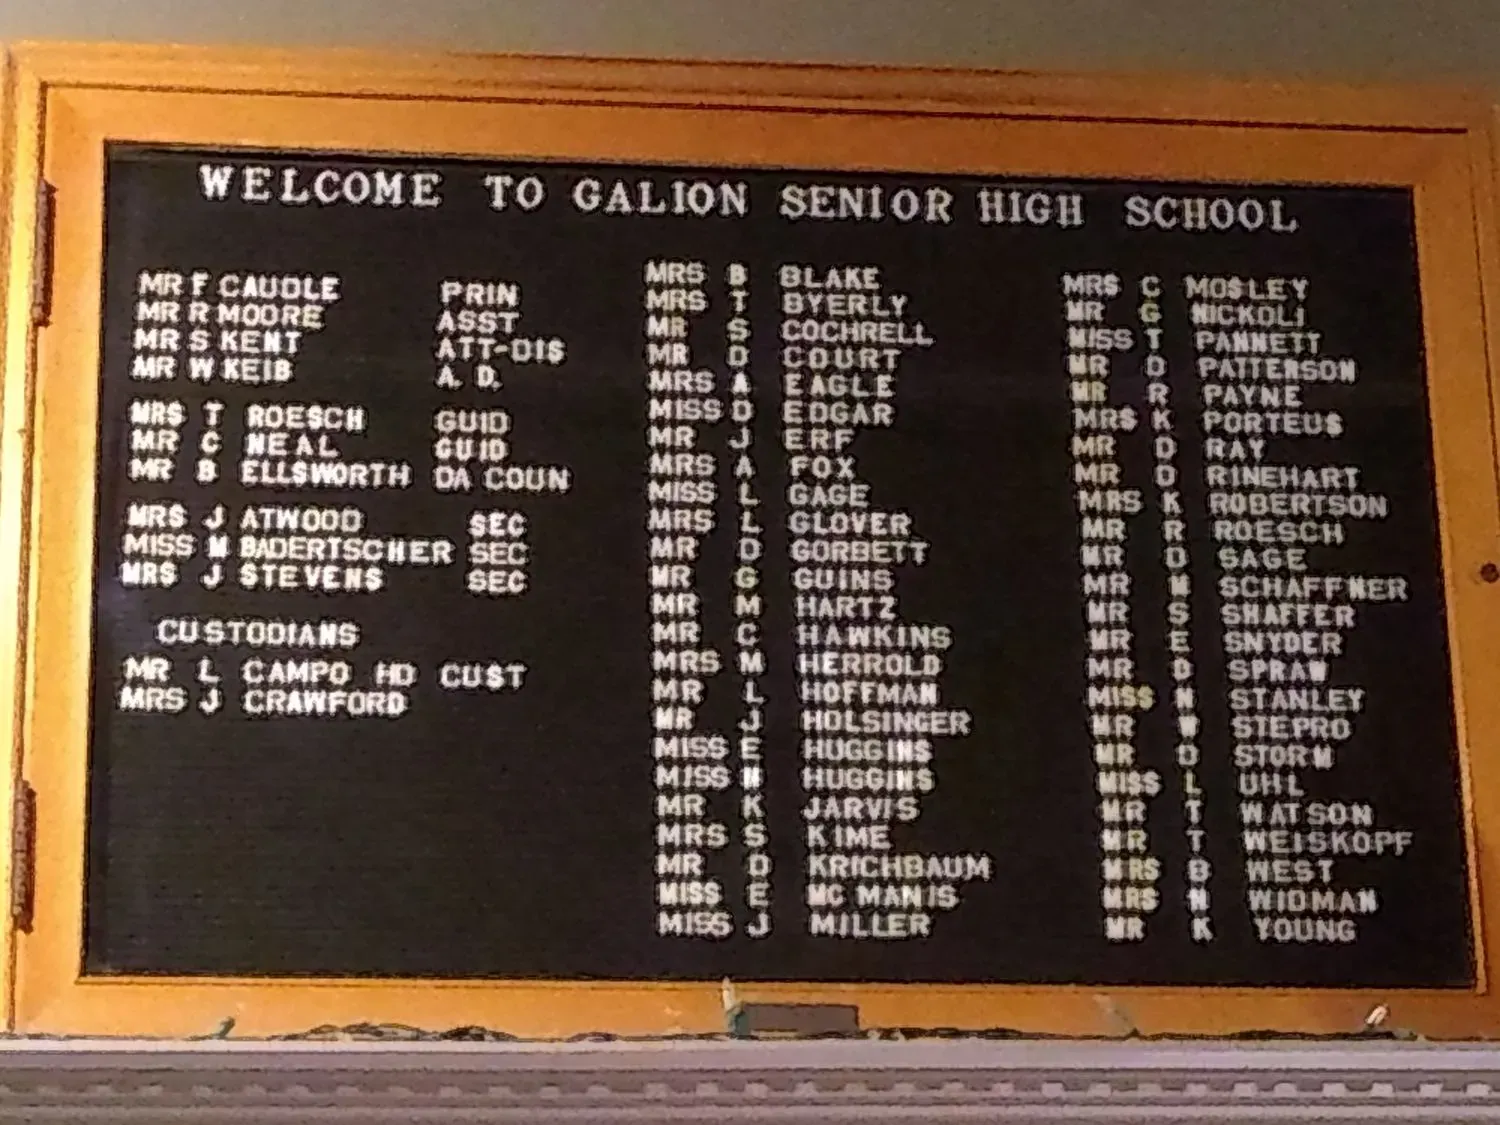 WELCOME TO GALION SENIOR HIGH SCHOOL
MR F CAUDLE PRIN
MR R MOORE ASST
MR S KENT ATT-DIS
MR W KEIB A. D.
MRS T ROESCH GUID
MR C NEAL GUID
MR B ELLSWORTH DA COUN
MRS J ATWOOD SEC
MISS M BADERTSCHER SEC
MRS J STEVENS SEC
CUSTODIANS
MR L CAMPO HD CUST
MRS J CRAWFORD
MRS B BLAKE
MRS T BYERLY
MR S COCHRELL
MR D COURT
MRS A EAGLE
MISS D EDGAR
MR J ERF
MRS A FOX
MISS L GAGE
MRS L GLOVER
MR D GORBETT
MR G GUINS
MR M HARTZ
MR C HAWKINS
MRS M HERROLD
MR L HOFFMAN
MR J HOLSINGER
MISS E HUGGINS
MISS N HUGGINS
MR K JARVIS
MRS S KIME
MR D KRICHBAUM
MISS E MC MANIS
MISS J MILLER
MRS C MOSLEY
MR G NICKOLI
MISS T PANNETT
MR D PATTERSON
MR R PAYNE
MRS K PORTEUS
MR D RAY
MR D RINEHART
MRS K ROBERTSON
MR R ROESCH
MR D SAGE
MR M SCHAFFNER
MR S SHAFFER
MR E SNYDER
MR D SPRAW
MISS N STANLEY
MR W STEPRO
MR D STORM
MISS L UHL
MR T WATSON
MR T WEISKOPF
MRS B WEST
MRS N WIDMAN
MR K YOUNG